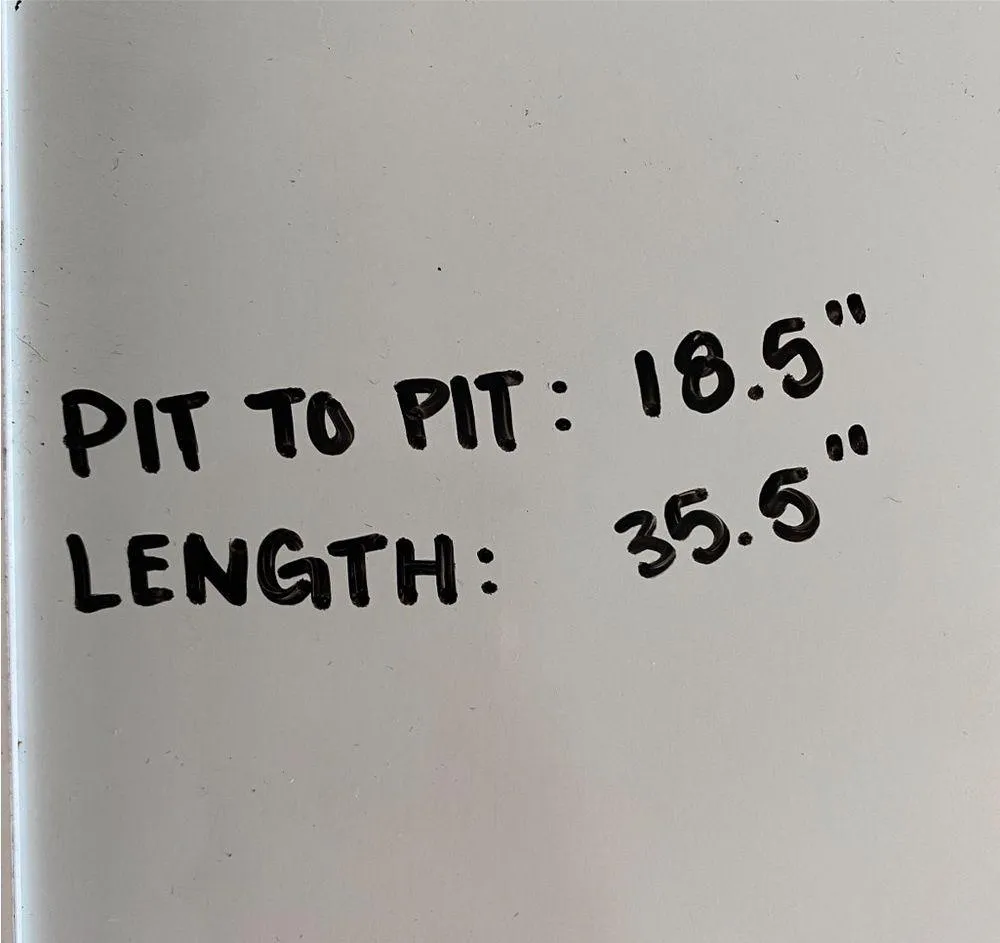 PIT TO PIT: 18.5"
LENGTH: 35.5"